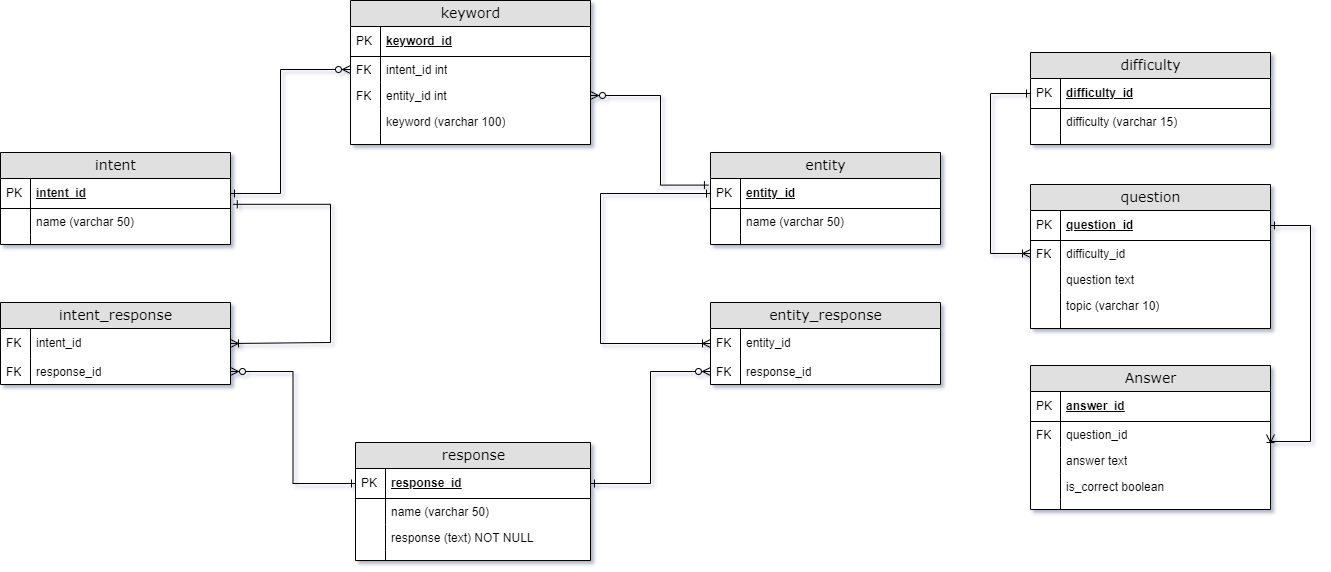 keyword
PK keyword_id
FK intent_id int
FK entity_id int
keyword (varchar 100)
intent
PK intent_id
name (varchar 50)
entity
PK entity_id
name (varchar 50)
intent_response
FK intent_id
FK response_id
entity_response
FK entity_id
FK response_id
response
PK response_id
name (varchar 50)
response (text) NOT NULL
difficulty
PK difficulty_id
difficulty (varchar 15)
question
PK question_id
FK difficulty_id
question text
topic (varchar 10)
Answer
PK answer_id
FK question_id
answer text
is_correct boolean